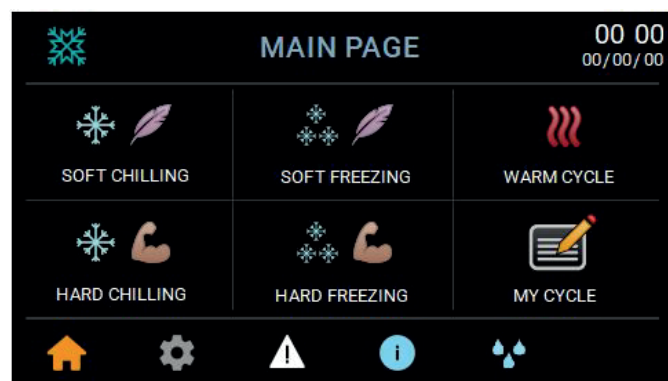 MAIN PAGE
00 00
00/00/00
SOFT CHILLING
SOFT FREEZING
WARM CYCLE
HARD CHILLING
HARD FREEZING
MY CYCLE